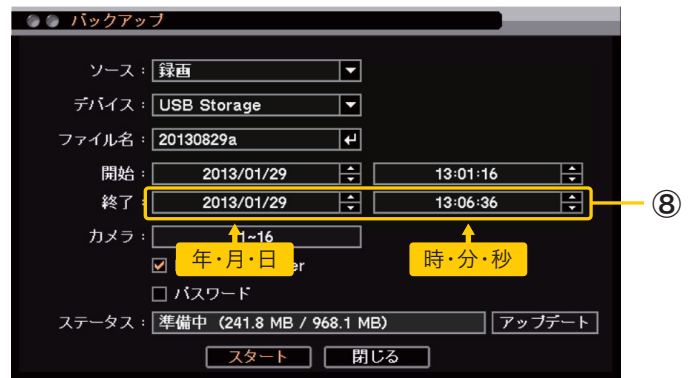 バックアップ
ソース : 録画
デバイス : USB Storage
ファイル名 : 20130829a
開始 : 2013/01/29 13:01:16
終了 : 2013/01/29 13:06:36
⑧
カメラ : 1~16
年・月・日 時・分・秒
パスワード
ステータス : 準備中 (241.8 MB / 968.1 MB) アップデート
スタート 閉じる